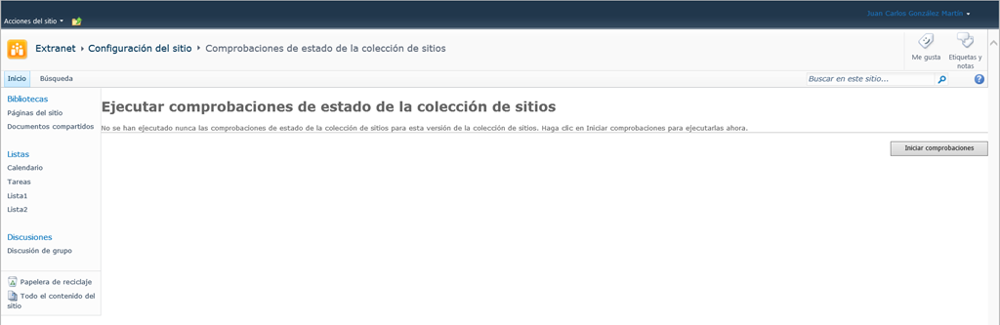 Juan Carlos González Martín
Acciones del sitio
Extranet Configuración del sitio Comprobaciones de estado de la colección de sitios
Me gusta
Etiquetas y
notas
Inicio Búsqueda
Buscar en este sitio...
Bibliotecas
Páginas del sitio
Documentos compartidos
Listas
Calendario
Tareas
Lista1
Lista2
Discusiones
Discusión de grupo
Papelera de reciclaje
Todo el contenido del
sitio
Ejecutar comprobaciones de estado de la colección de sitios
No se han ejecutado nunca las comprobaciones de estado de la colección de sitios para esta versión de la colección de sitios. Haga clic en Iniciar comprobaciones para ejecutarlas ahora.
Iniciar comprobaciones